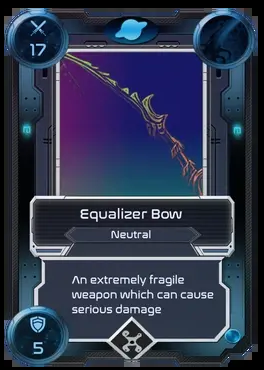 17
Equalizer Bow
Neutral
An extremely fragile
weapon which can cause
serious damage
5